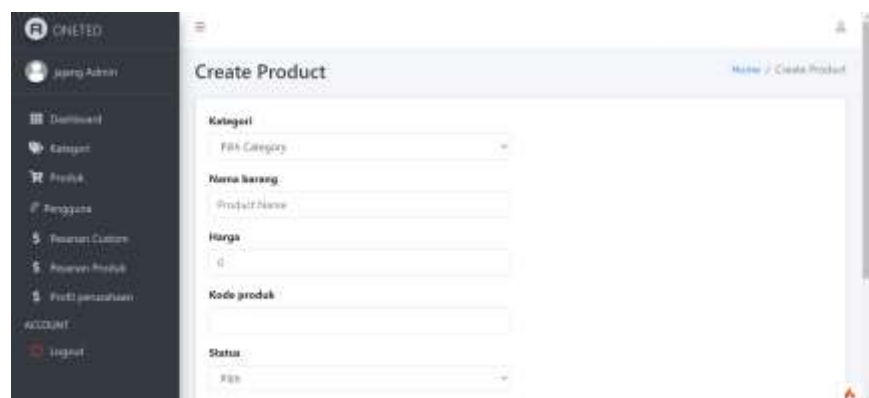 ONETED
jajang Admin
Dashboard
Kategori
Produk
Pengguna
Pesanan Custom
Pesanan Produk
Profil perusahaan
ACCOUNT
Logout
Create Product
Home / Create Product
Kategori
Pilih Category
Nama barang
Product Name
Harga
0
Kode produk
Status
Pilih